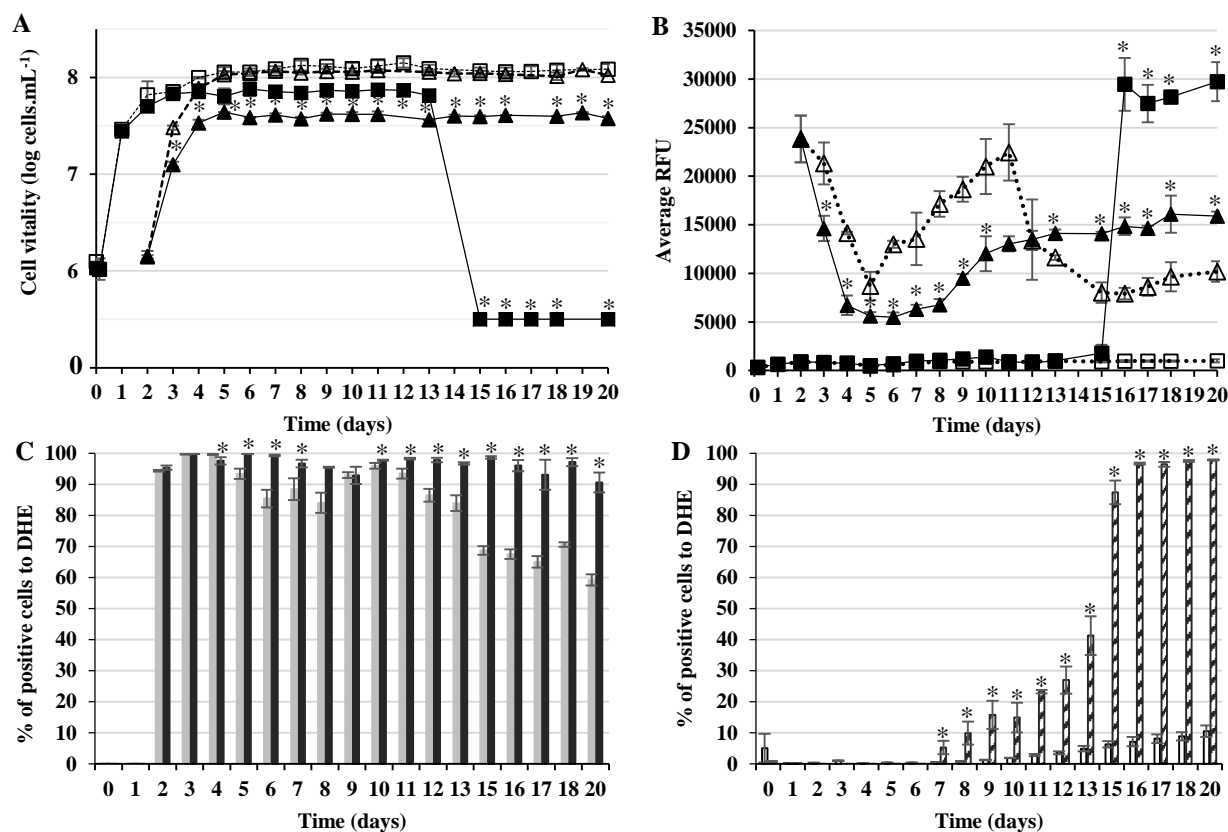 A
Cell vitality (log cells.mL⁻¹)
8
7
6
0
* * * * * * * * * * * * * * * * *
* * * * *
0 1 2 3 4 5 6 7 8 9 10 11 12 13 14 15 16 17 18 19 20
Time (days)
B
Average RFU
35000
30000
25000
20000
15000
10000
5000
0
* * * *
* * * * * * * * * * * * * *
0 1 2 3 4 5 6 7 8 9 10 11 12 13 15 16 17 18 19 20
Time (days)
C
% of positive cells to DHE
100
90
80
70
60
50
40
30
20
10
0
* * * * * * * * * * * * *
0 1 2 3 4 5 6 7 8 9 10 11 12 13 15 16 17 18 20
Time (days)
D
% of positive cells to DHE
100
90
80
70
60
50
40
30
20
10
0
* * * * * * * * * * * *
0 1 2 3 4 5 6 7 8 9 10 11 12 13 15 16 17 18 20
Time (days)